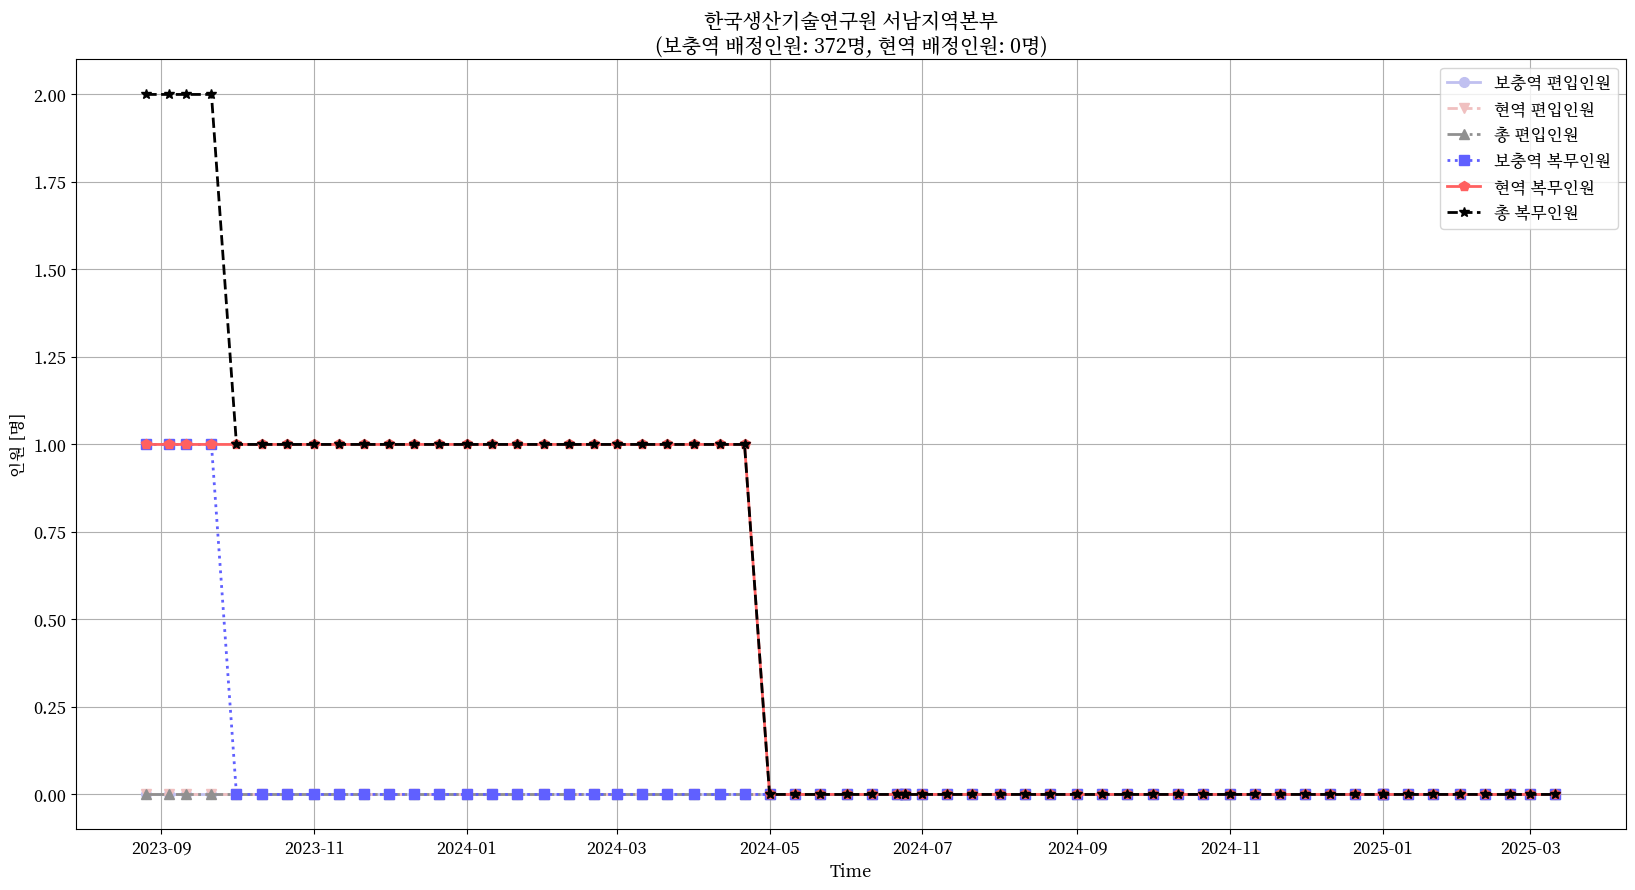 한국생산기술연구원 서남지역본부
(보충역 배정인원: 372명, 현역 배정인원: 0명)
보충역 편입인원
현역 편입인원
총 편입인원
보충역 복무인원
현역 복무인원
총 복무인원
2.00
1.75
1.50
1.25
1.00
0.75
0.50
0.25
0.00
인원 [명]
2023-09 2023-11 2024-01 2024-03 2024-05 2024-07 2024-09 2024-11 2025-01 2025-03
Time